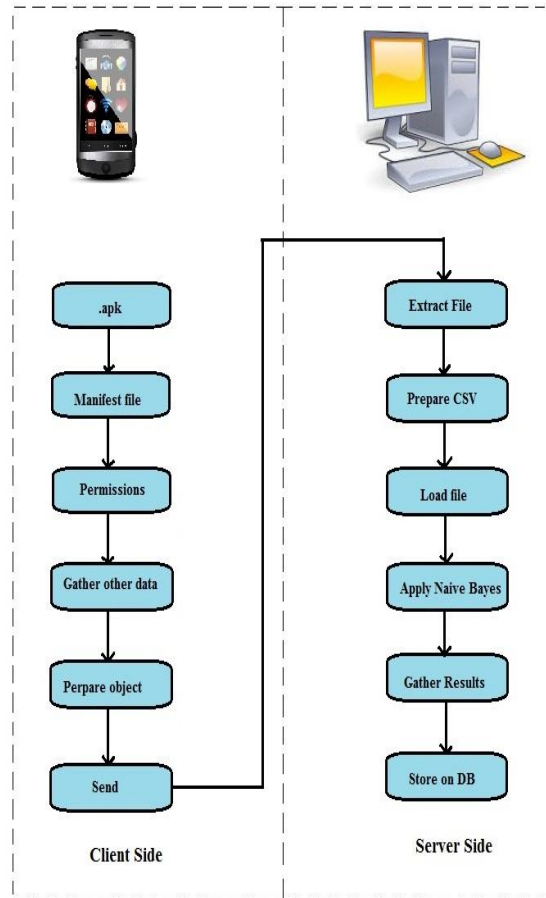 .apk
Manifest file
Permissions
Gather other data
Perpare object
Send
Client Side
Extract File
Prepare CSV
Load file
Apply Naive Bayes
Gather Results
Store on DB
Server Side